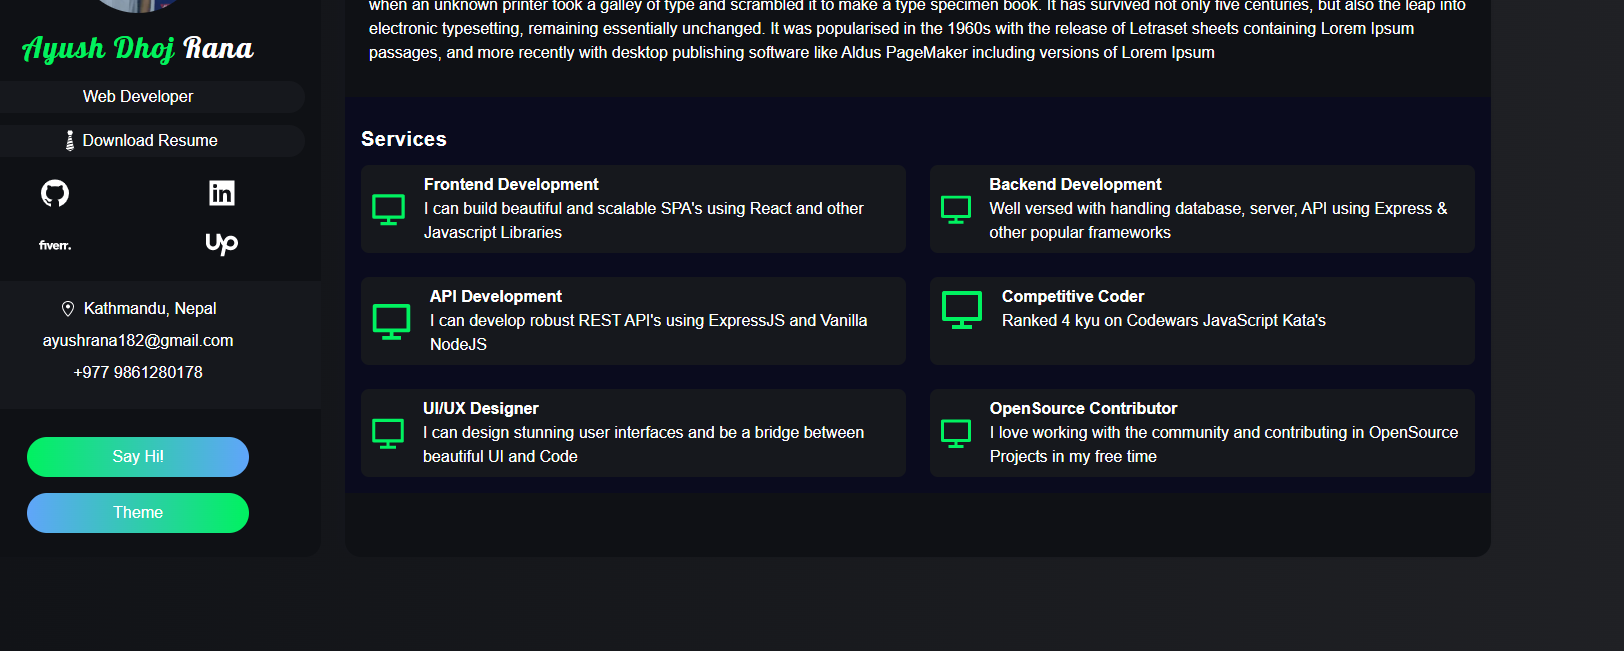 Ayush Dhoj Rana
Web Developer
Download Resume
in
fiverr.
Up
Kathmandu, Nepal
ayushrana182@gmail.com
+977 9861280178
Say Hi!
Theme
when an unknown printer took a galley of type and scrambled it to make a type specimen book. It has survived not only five centuries, but also the leap into
electronic typesetting, remaining essentially unchanged. It was popularised in the 1960s with the release of Letraset sheets containing Lorem Ipsum
passages, and more recently with desktop publishing software like Aldus PageMaker including versions of Lorem Ipsum
Services
Frontend Development
I can build beautiful and scalable SPA's using React and other
Javascript Libraries
Backend Development
Well versed with handling database, server, API using Express &
other popular frameworks
API Development
I can develop robust REST API's using ExpressJS and Vanilla
NodeJS
Competitive Coder
Ranked 4 kyu on Codewars JavaScript Kata's
UI/UX Designer
I can design stunning user interfaces and be a bridge between
beautiful UI and Code
OpenSource Contributor
I love working with the community and contributing in OpenSource
Projects in my free time